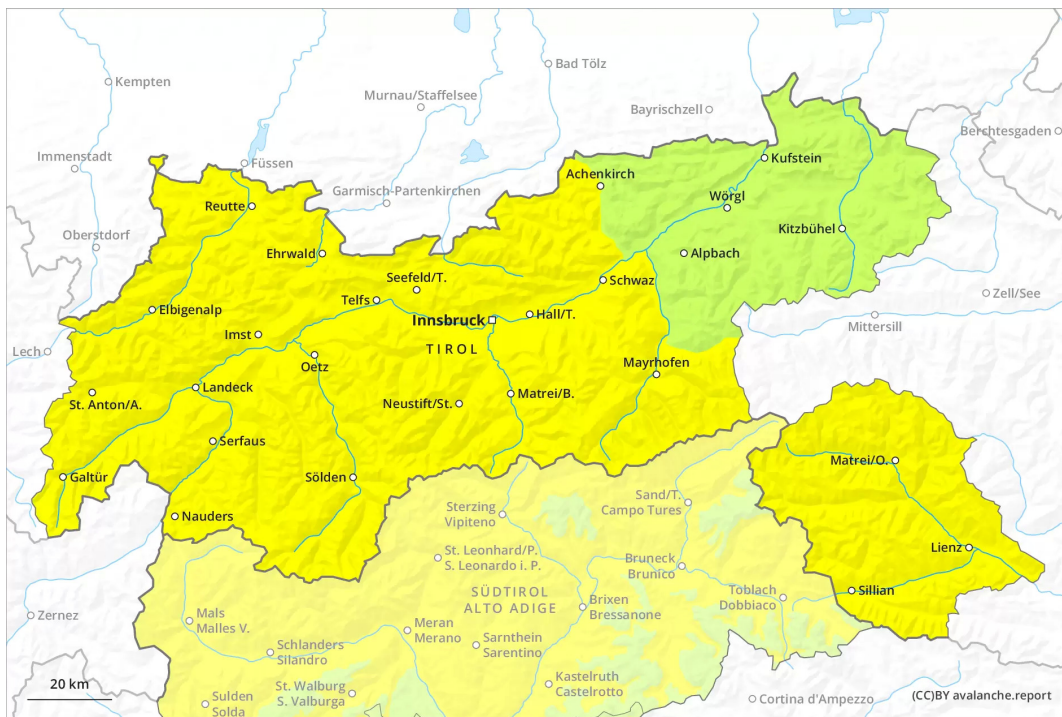 Kempten
Bad Tölz
Murnau/Staffelsee
Bayrischzell
Berchtesgaden
Immenstadt
Füssen
Kufstein
Achenkirch
Garmisch-Partenkirchen
Reutte
Wörgl
Kitzbühel
Oberstdorf
Ehrwald
Alpbach
Seefeld/T.
Schwaz
Zell/See
Telfs
Elbigenalp
Innsbruck
Hall/T.
Mittersill
Imst
TIROL
Lech
Oetz
Mayrhofen
Landeck
St. Anton/A.
Neustift/St.
Matrei/B.
Serfaus
Matrei/O.
Galtür
Sölden
Sand/T.
Campo Tures
Sterzing
Vipiteno
Nauders
Lienz
St. Leonhard/P.
S. Leonardo i. P.
Bruneck
Brunico
Sillian
SÜDTIROL
ALTO ADIGE
Toblach
Dobbiaco
Zernez
Mals
Malles V.
Brixen
Bressanone
Meran
Merano
Sarnthein
Sarentino
Schlanders
Silandro
Kastelruth
Castelrotto
20 km
St. Walburg
S. Valburga
Sulden
Solda
Cortina d'Ampezzo
(CC)BY avalanche.report